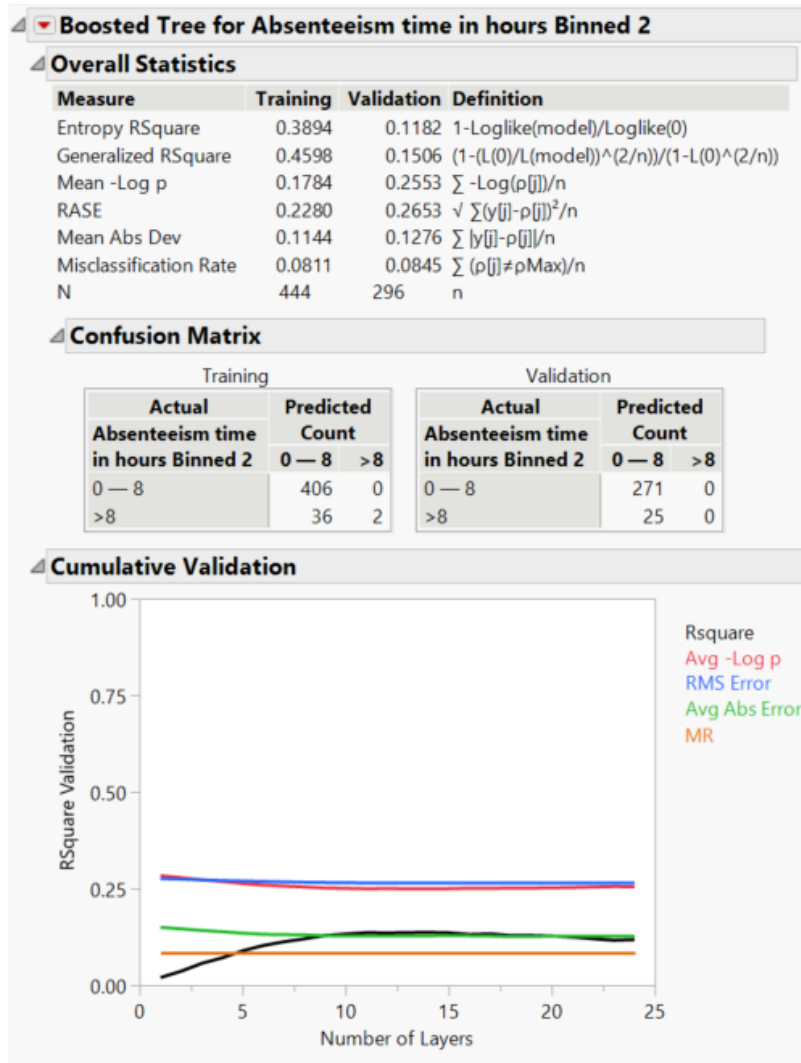 Boosted Tree for Absenteeism time in hours Binned 2
Overall Statistics
Measure Training Validation Definition
Entropy RSquare 0.3894 0.1182 1-Loglike(model)/Loglike(0)
Generalized RSquare 0.4598 0.1506 (1-(L(0)/L(model))^(2/n))/(1-L(0)^(2/n))
Mean -Log p 0.1784 0.2553 ∑ -Log(ρ[j])/n
RASE 0.2280 0.2653 √ ∑(y[j]-ρ[j])²/n
Mean Abs Dev 0.1144 0.1276 ∑ |y[j]-ρ[j]|/n
Misclassification Rate 0.0811 0.0845 ∑ (ρ[j]≠ρMax)/n
N 444 296 n
Confusion Matrix
Training Validation
Actual Predicted Actual Predicted
Absenteeism time Count Absenteeism time Count
in hours Binned 2 0 — 8 >8 in hours Binned 2 0 — 8 >8
0 — 8 406 0 0 — 8 271 0
>8 36 2 >8 25 0
Cumulative Validation
1.00
0.75
0.50
0.25
0.00
RSquare Validation
0 5 10 15 20 25
Number of Layers
Rsquare
Avg -Log p
RMS Error
Avg Abs Error
MR